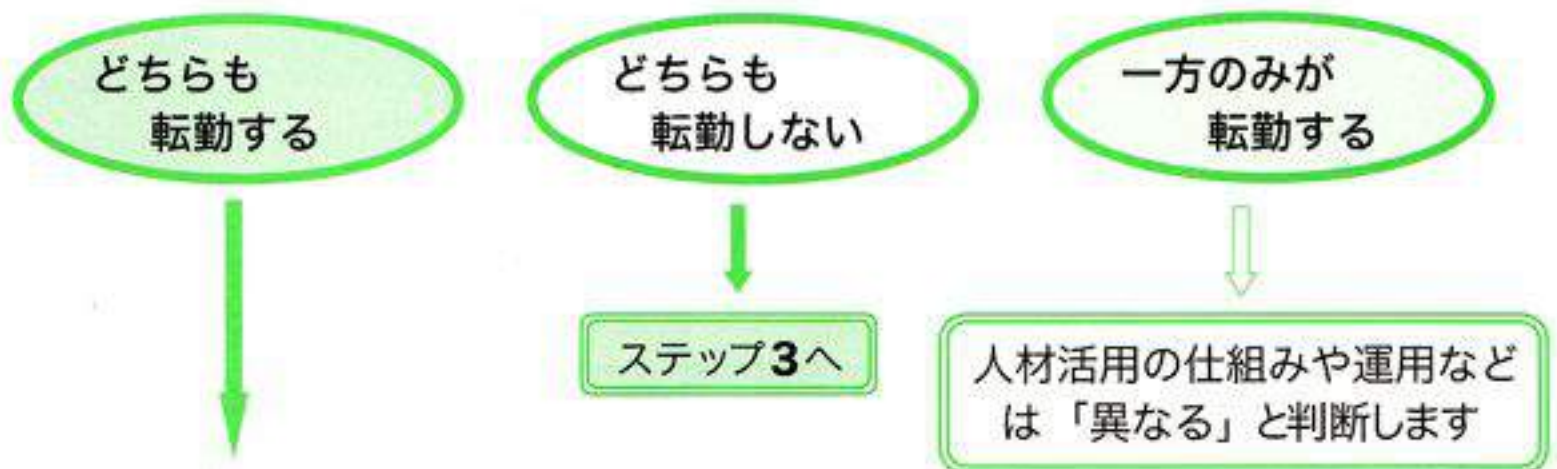 どちらも
転勤する
どちらも
転勤しない
一方のみが
転勤する
ステップ3へ
人材活用の仕組みや運用など
は「異なる」と判断します